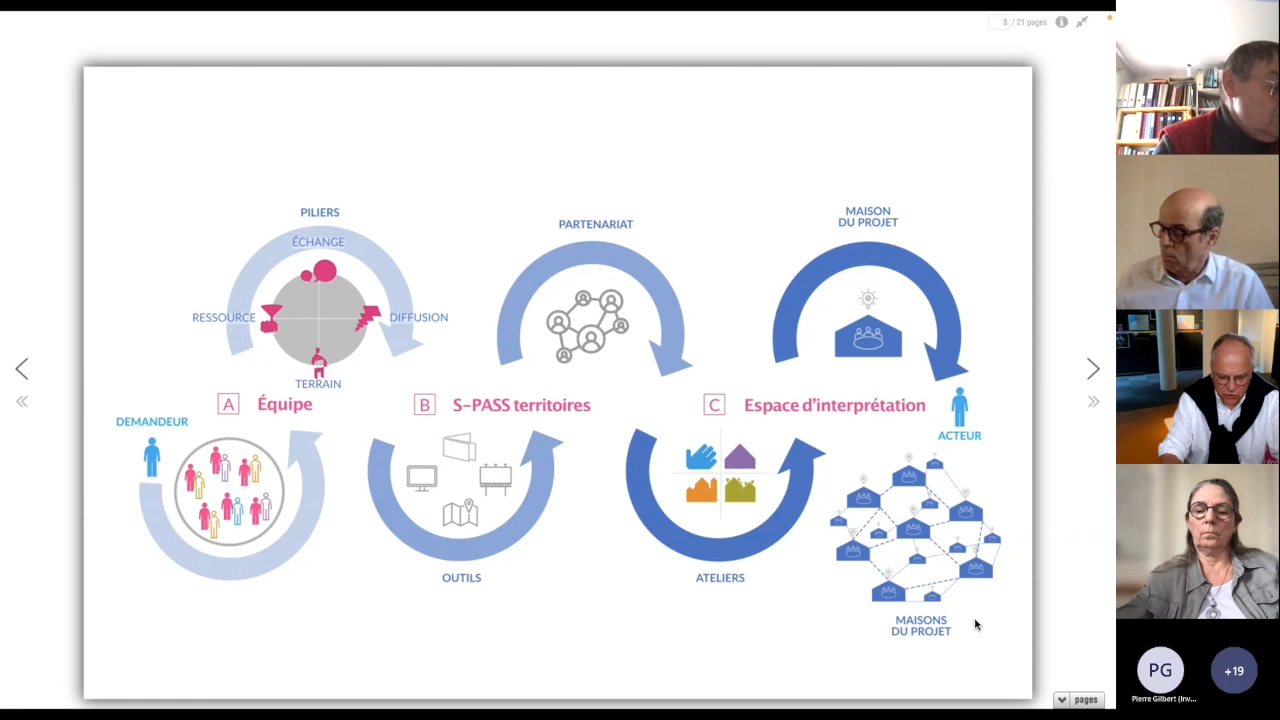 8 / 21 pages
PILIERS
ÉCHANGE
RESSOURCE
DIFFUSION
TERRAIN
PARTENARIAT
MAISON
DU PROJET
A Équipe
B S-PASS territoires
C Espace d'interprétation
DEMANDEUR
ACTEUR
OUTILS
ATELIERS
MAISONS
DU PROJET
pages
PG
Pierre Gilbert (Inv...
+19